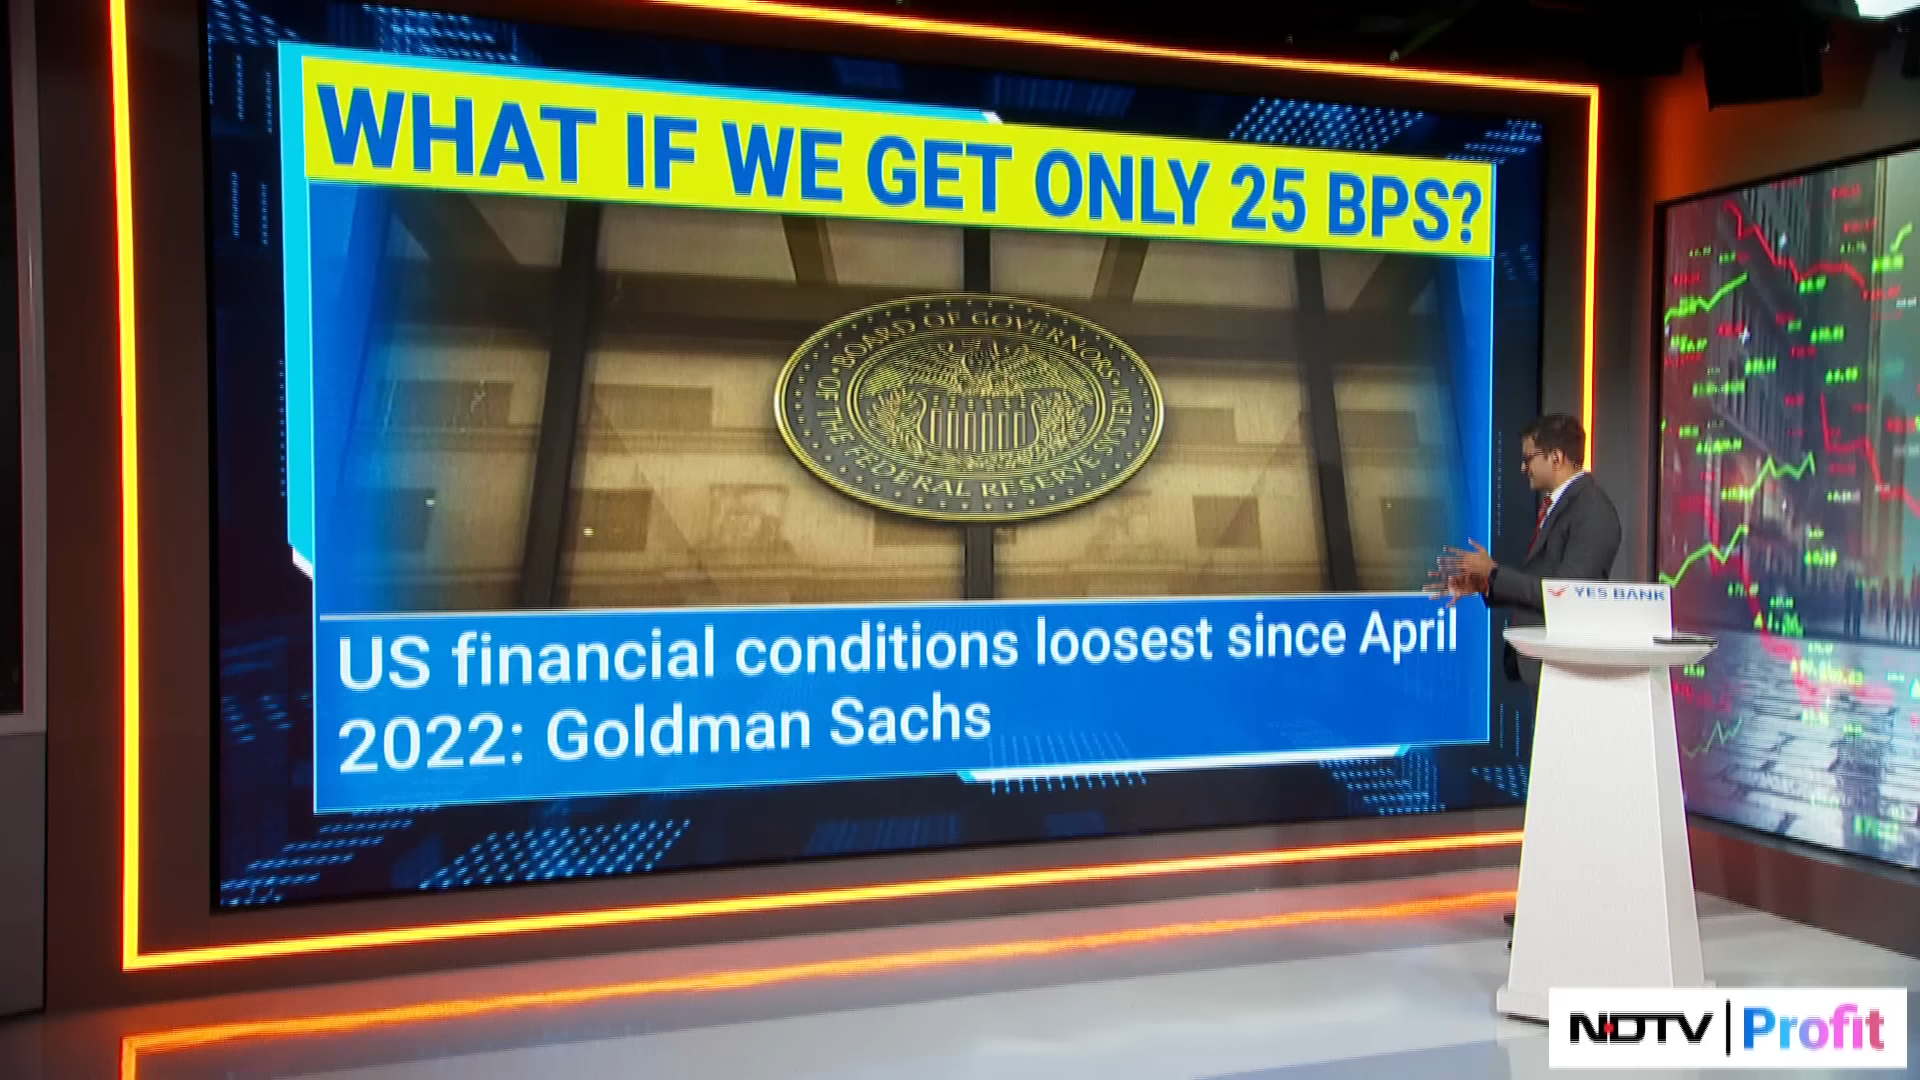 WHAT IF WE GET ONLY 25 BPS?
BOARD OF GOVERNORS
OF THE FEDERAL RESERVE SYSTEM
US financial conditions loosest since April
2022: Goldman Sachs
YES BANK
NDTV Profit